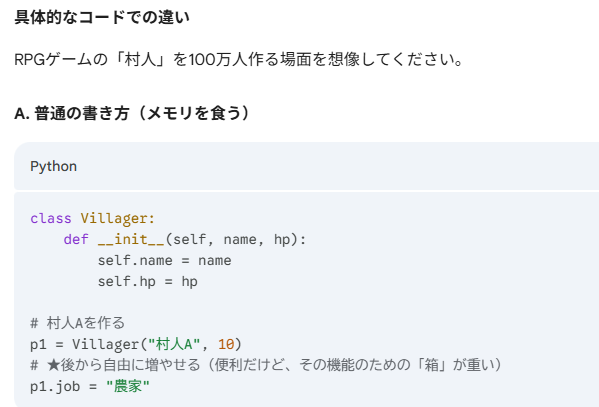 具体的なコードでの違い
RPGゲームの「村人」を100万人作る場面を想像してください。
A. 普通の書き方（メモリを食う）
Python
class Villager:
    def __init__(self, name, hp):
        self.name = name
        self.hp = hp
# 村人Aを作る
p1 = Villager("村人A", 10)
# ★後から自由に増やせる（便利だけど、その機能のための「箱」が重い）
p1.job = "農家"